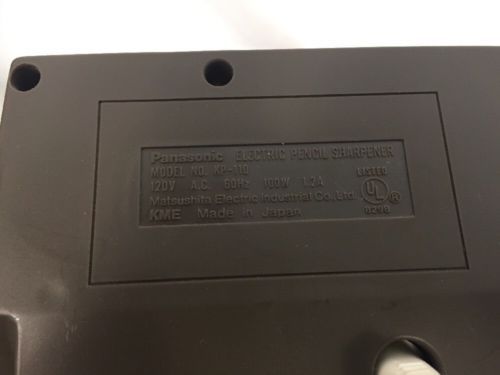 Panasonic ELECTRIC PENCIL SHARPENER
MODEL NO. KP-110
120V A.C. 60Hz 100W 1.2A
Matsushita Electric Industrial Co., Ltd.
KME Made in Japan
LISTED
UL ®
829B